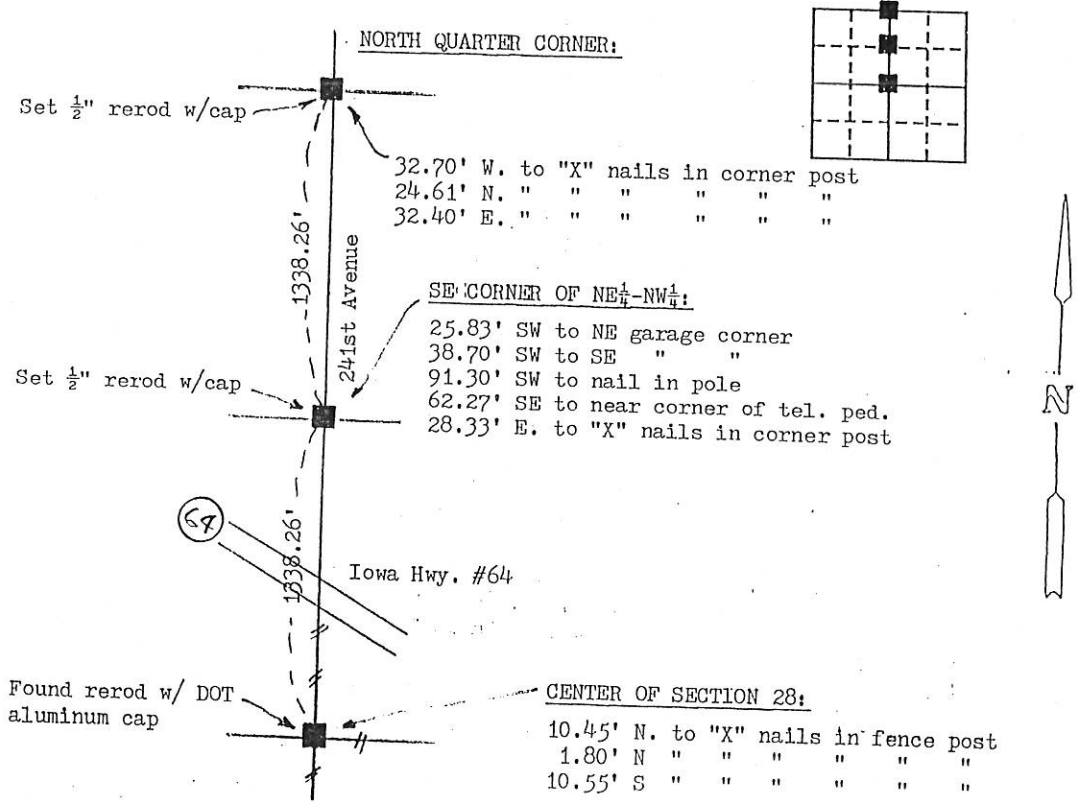 NORTH QUARTER CORNER:
Set ½" rerod w/cap
32.70' W. to "X" nails in corner post
24.61' N. " " " " " "
32.40' E. " " " " " "
1338.26'
241st Avenue
SE CORNER OF NE¼-NW¼:
25.83' SW to NE garage corner
38.70' SW to SE " "
91.30' SW to nail in pole
62.27' SE to near corner of tel. ped.
28.33' E. to "X" nails in corner post
Set ½" rerod w/cap
N
64
1338.26'
Iowa Hwy. #64
Found rerod w/ DOT
aluminum cap
CENTER OF SECTION 28:
10.45' N. to "X" nails in fence post
1.80' N " " " " " "
10.55' S " " " " " "